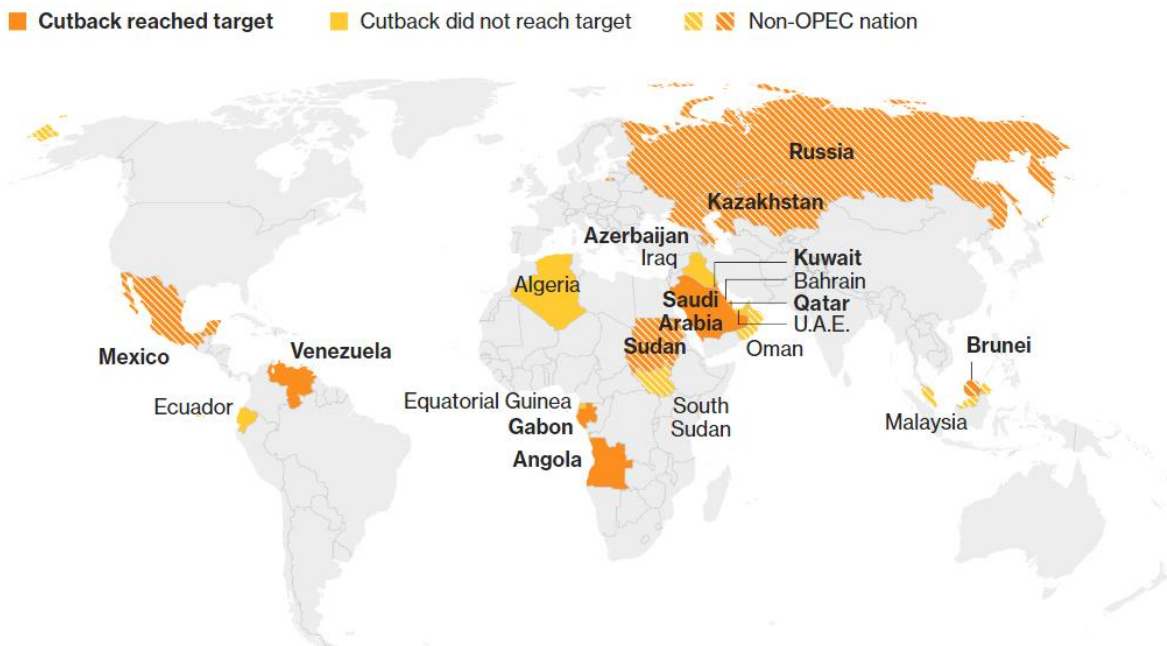 Cutback reached target
Cutback did not reach target
Non-OPEC nation
Russia
Kazakhstan
Azerbaijan
Iraq
Kuwait
Bahrain
Qatar
U.A.E.
Algeria
Saudi
Arabia
Sudan
Oman
Mexico
Venezuela
Brunei
Ecuador
Equatorial Guinea
Gabon
South
Sudan
Malaysia
Angola